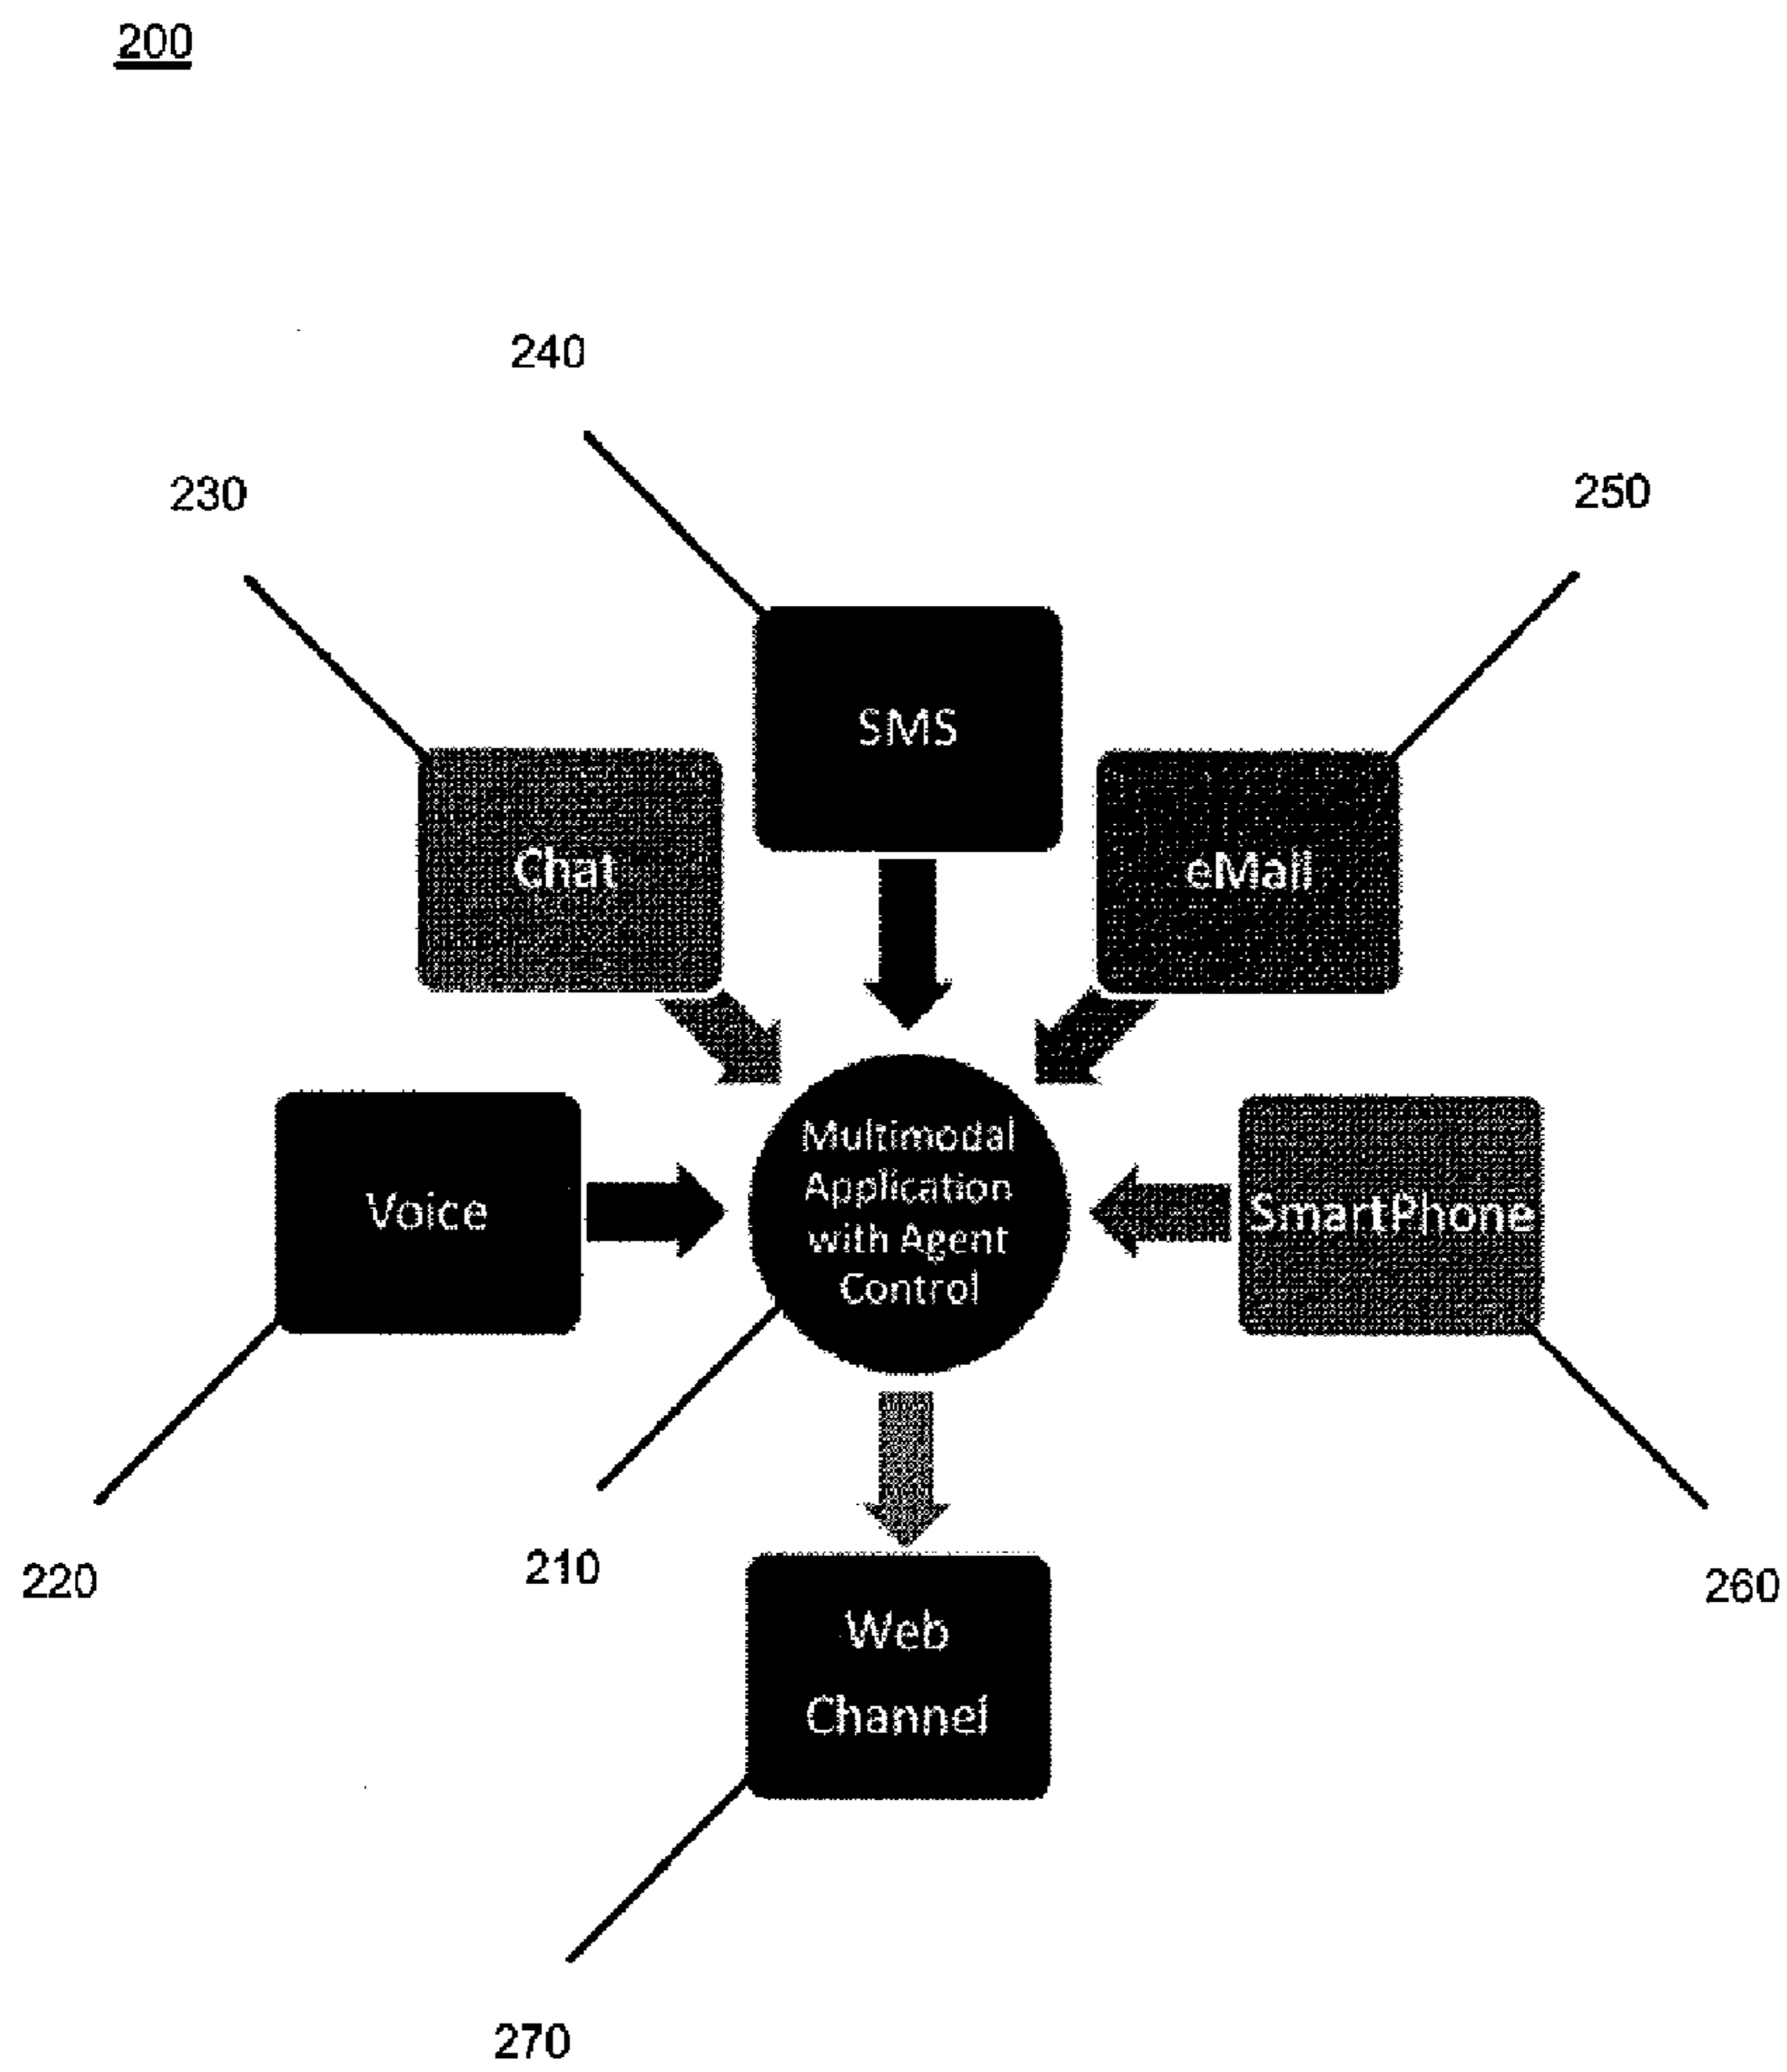 200
240
230
250
SMS
Chat
eMail
Multimodal
Application
with Agent
Control
Voice
SmartPhone
220
210
260
Web
Channel
270